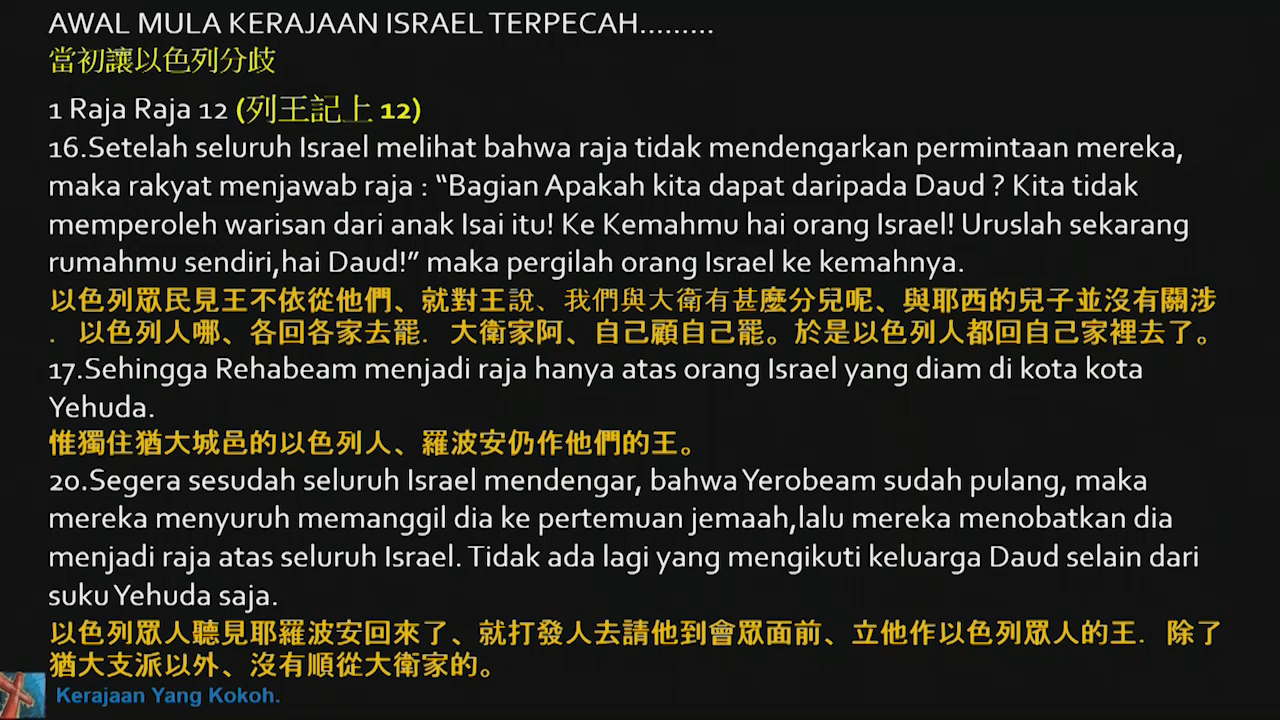 AWAL MULA KERAJAAN ISRAEL TERPECAH.........
當初讓以色列分歧
1 Raja Raja 12 (列王記上 12)
16.Setelah seluruh Israel melihat bahwa raja tidak mendengarkan permintaan mereka,
maka rakyat menjawab raja : “Bagian Apakah kita dapat daripada Daud ? Kita tidak
memperoleh warisan dari anak Isai itu! Ke Kemahmu hai orang Israel! Uruslah sekarang
rumahmu sendiri,hai Daud!” maka pergilah orang Israel ke kemahnya.
以色列眾民見王不依從他們、就對王說、我們與大衛有甚麼分兒呢、與耶西的兒子並沒有關涉
． 以色列人哪、各回各家去罷． 大衛家阿、自己顧自己罷。於是以色列人都回自己家裡去了。
17.Sehingga Rehabeam menjadi raja hanya atas orang Israel yang diam di kota kota
Yehuda.
惟獨住猶大城邑的以色列人、羅波安仍作他們的王。
20.Segera sesudah seluruh Israel mendengar, bahwa Yerobeam sudah pulang, maka
mereka menyuruh memanggil dia ke pertemuan jemaah,lalu mereka menobatkan dia
menjadi raja atas seluruh Israel. Tidak ada lagi yang mengikuti keluarga Daud selain dari
suku Yehuda saja.
以色列眾人聽見耶羅波安回來了、就打發人去請他到會眾面前、立他作以色列眾人的王． 除了
猶大支派以外、沒有順從大衛家的。
Kerajaan Yang Kokoh.